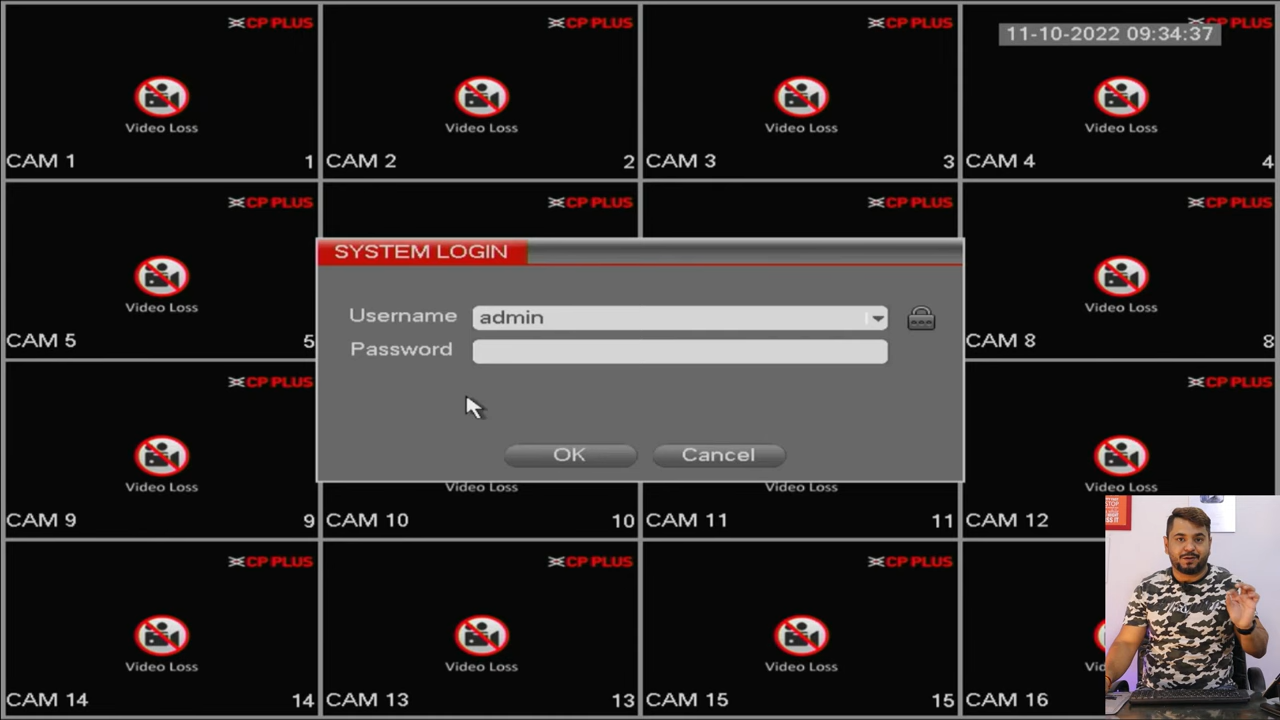 CP PLUS
CP PLUS
CP PLUS
CP PLUS
11-10-2022 09:34:37
Video Loss
Video Loss
Video Loss
Video Loss
CAM 1 1
CAM 2 2
CAM 3 3
CAM 4 4
CP PLUS
CP PLUS
CP PLUS
CP PLUS
SYSTEM LOGIN
Username admin
Password
OK Cancel
Video Loss
Video Loss
CAM 5 5
CAM 8 8
CP PLUS
CP PLUS
Video Loss
Video Loss
Video Loss
Video Loss
CAM 9 9
CAM 10 10
CAM 11 11
CAM 12
CP PLUS
CP PLUS
CP PLUS
Video Loss
Video Loss
Video Loss
CAM 14 14
CAM 13 13
CAM 15 15
CAM 16
STOP